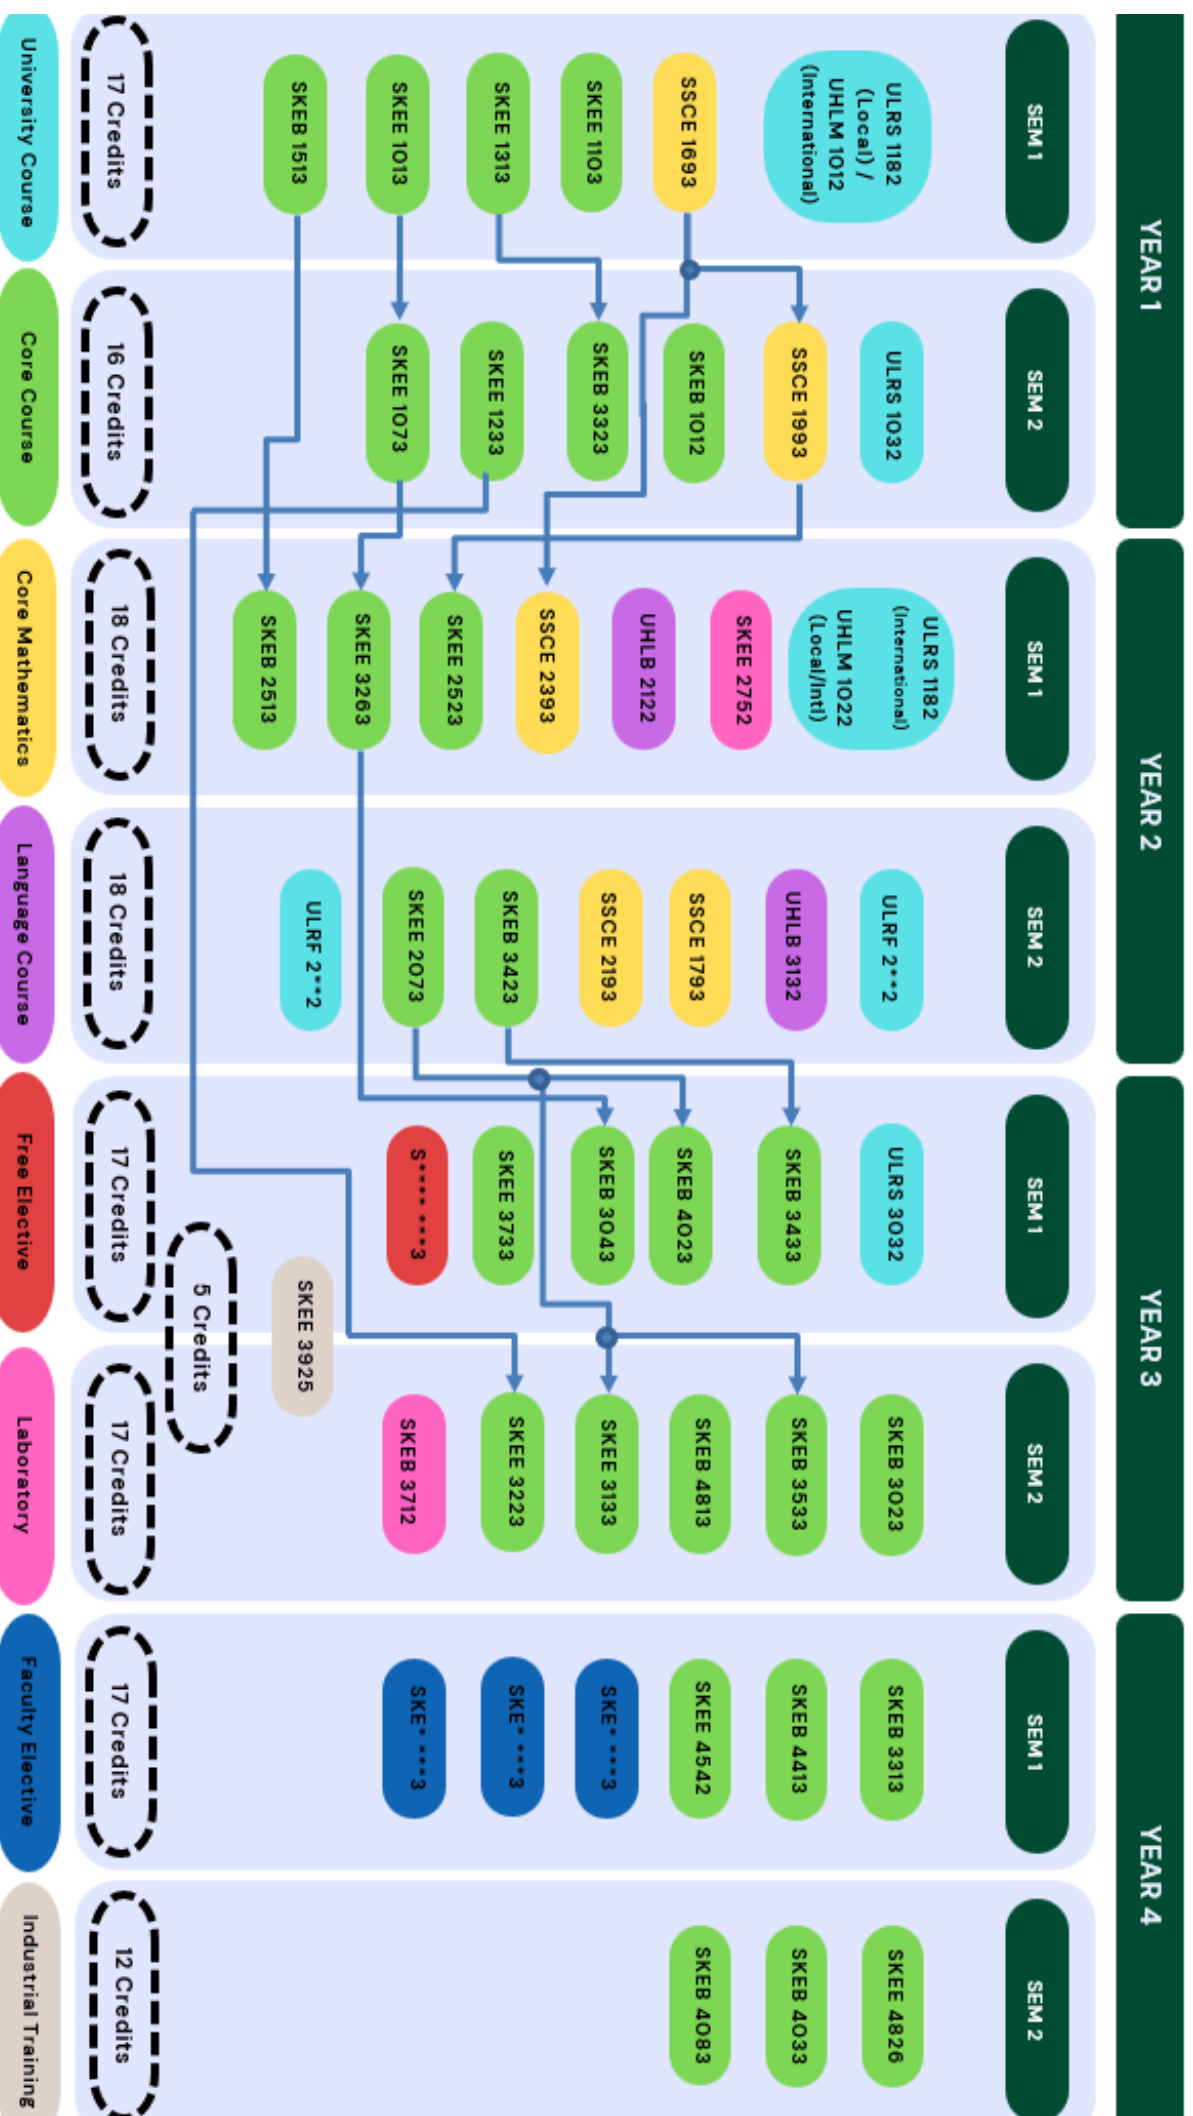 YEAR 1
YEAR 2
YEAR 3
YEAR 4
SEM 1
SEM 2
SEM 1
SEM 2
SEM 1
SEM 2
SEM 1
SEM 2
ULRS 1182
(Local) /
UHLM 1012
(International)
SSCE 1693
SKEE 1103
SKEE 1313
SKEE 1013
SKEB 1513
17 Credits
ULRS 1032
SSCE 1993
SKEB 1012
SKEB 3323
SKEE 1233
SKEE 1073
16 Credits
ULRS 1182
(International)
UHLM 1022
(Local/Intl)
SKEE 2752
UHLB 2122
SSCE 2393
SKEE 2523
SKEE 3263
SKEB 2513
18 Credits
ULRF 2**2
UHLB 3132
SSCE 1793
SSCE 2193
SKEB 3423
SKEE 2073
ULRF 2**2
18 Credits
ULRS 3032
SKEB 3433
SKEB 4023
SKEB 3043
SKEE 3733
S**** ***3
17 Credits
SKEE 3925
5 Credits
SKEB 3023
SKEB 3533
SKEB 4813
SKEE 3133
SKEE 3223
SKEB 3712
17 Credits
SKEB 3313
SKEB 4413
SKEE 4542
SKE* ***3
SKE* ***3
SKE* ***3
17 Credits
SKEE 4826
SKEB 4033
SKEB 4083
12 Credits
University Course
Core Course
Core Mathematics
Language Course
Free Elective
Laboratory
Faculty Elective
Industrial Training